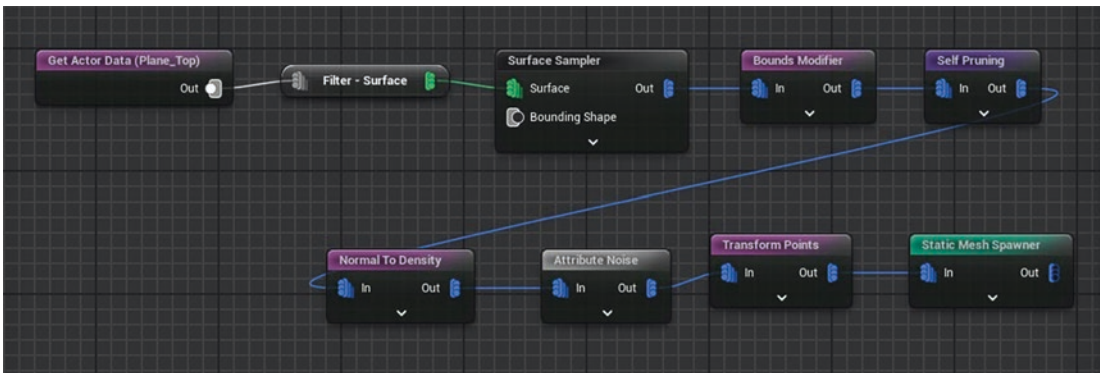 Get Actor Data (Plane_Top)
Out
Filter - Surface
Surface Sampler
Surface Out
Bounding Shape
Bounds Modifier
In Out
Self Pruning
In Out
Normal To Density
In Out
Attribute Noise
In Out
Transform Points
In Out
Static Mesh Spawner
In Out